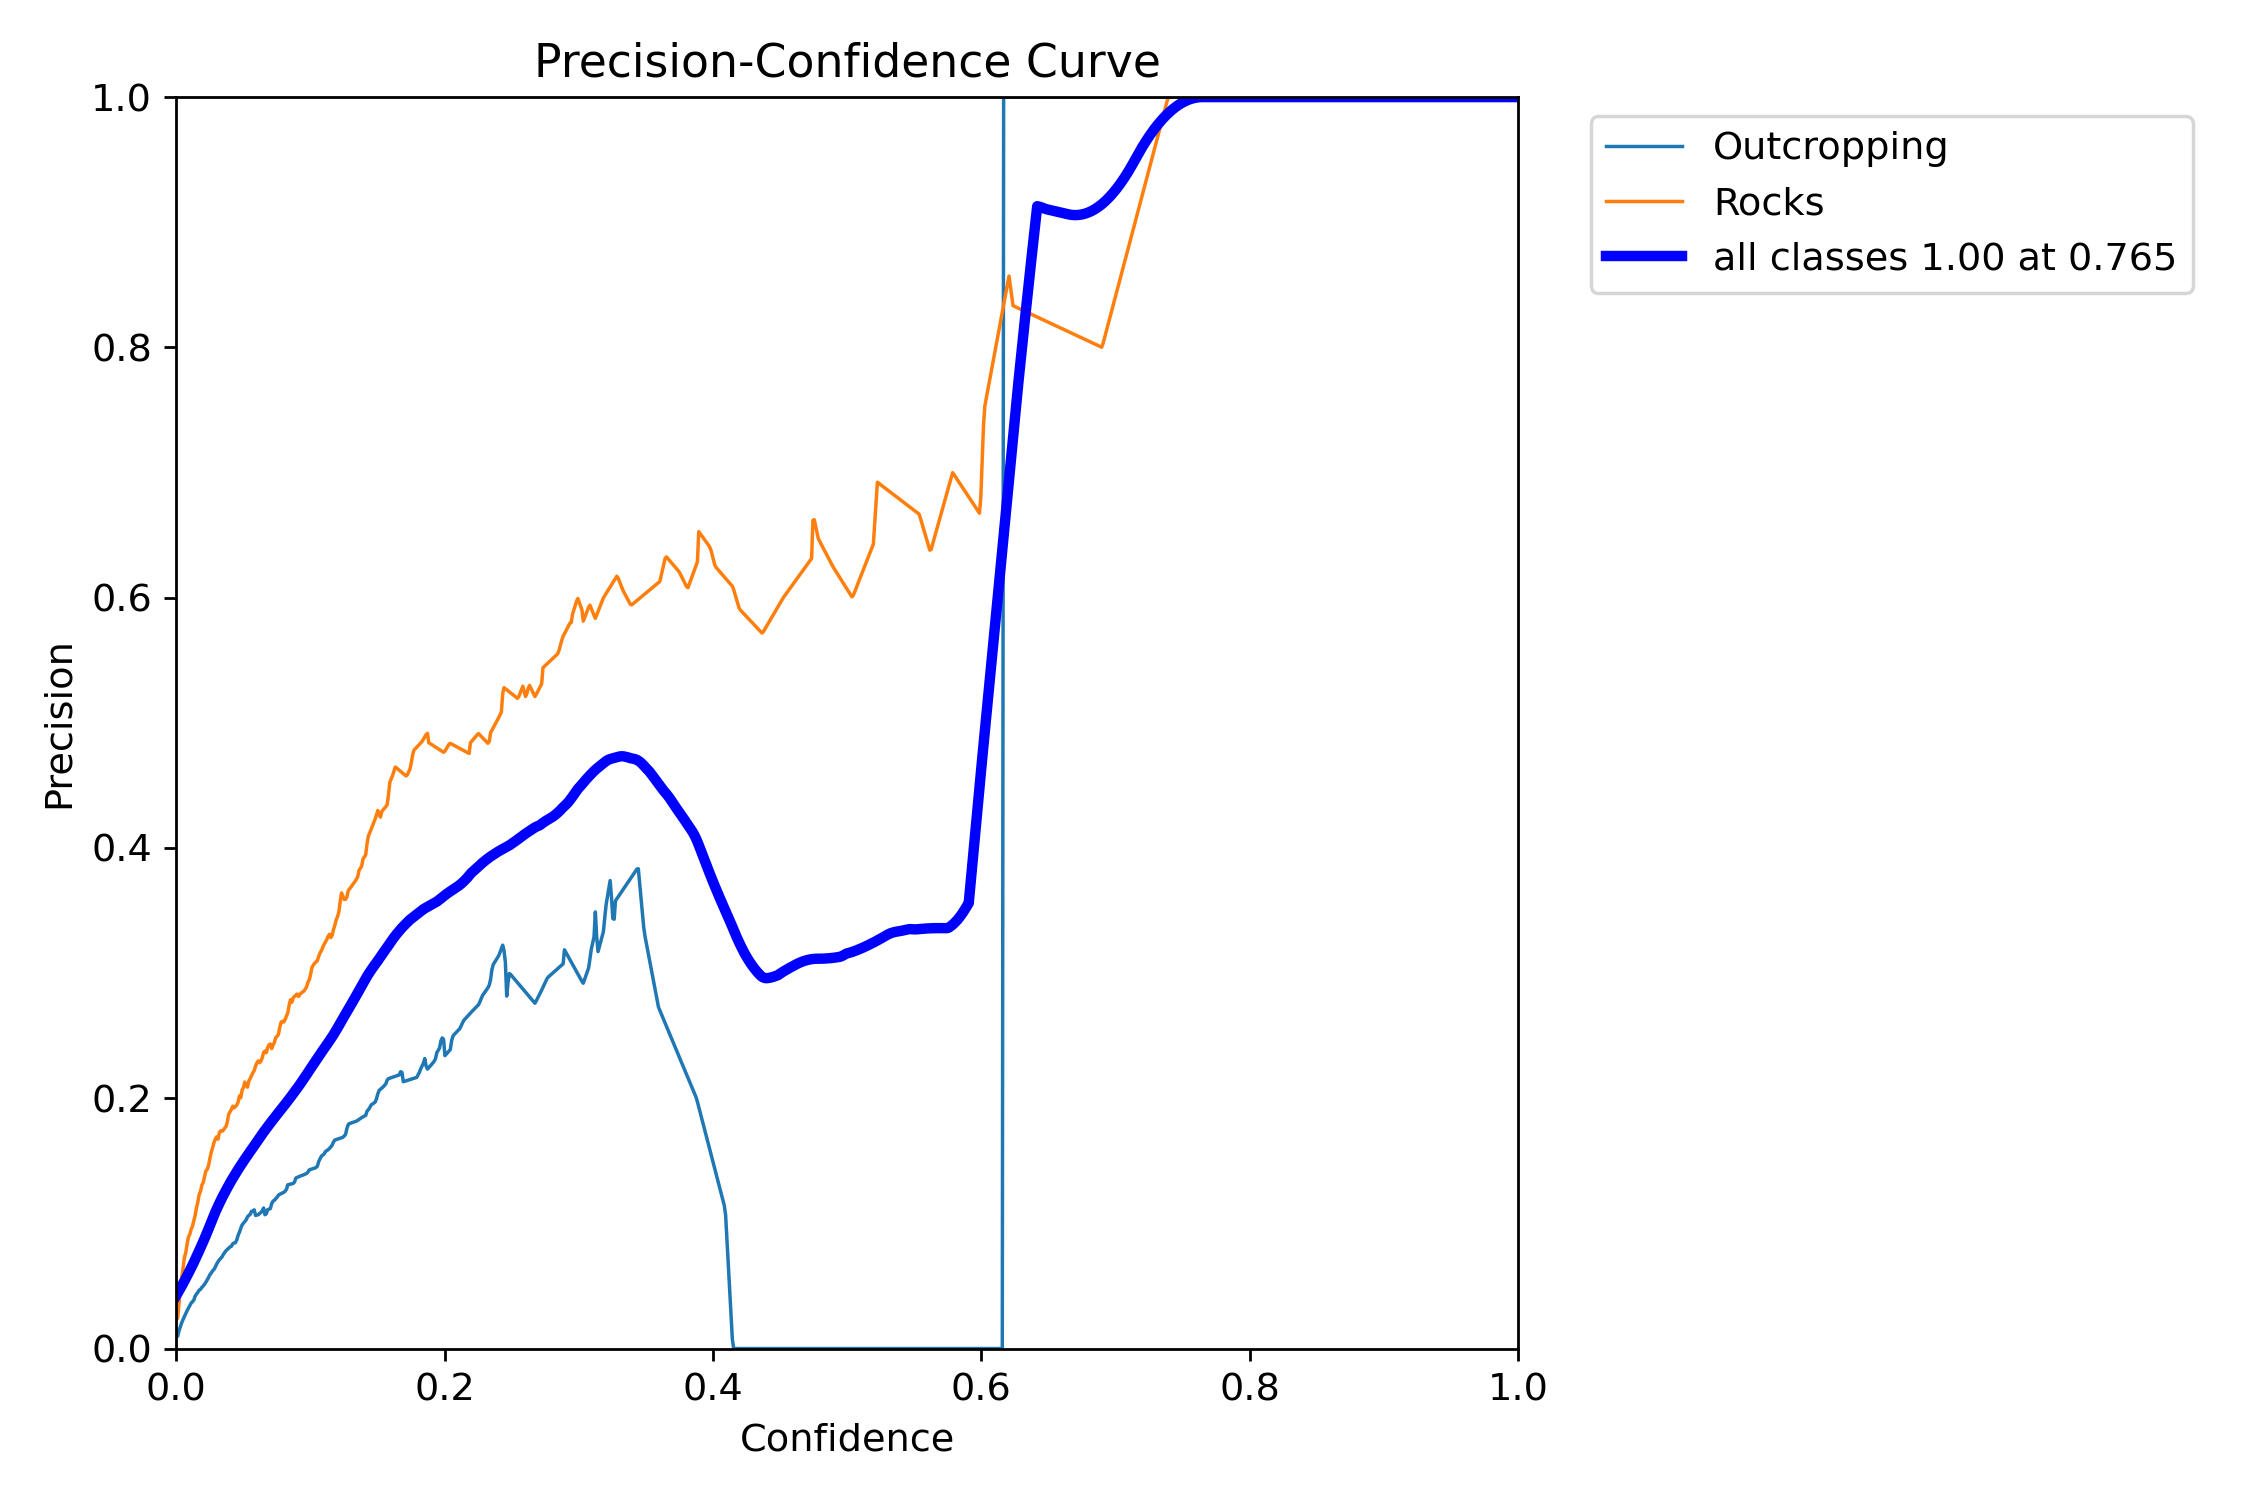 Precision-Confidence Curve
1.0
0.8
0.6
0.4
0.2
0.0
Precision
0.0 0.2 0.4 0.6 0.8 1.0
Confidence
Outcropping
Rocks
all classes 1.00 at 0.765